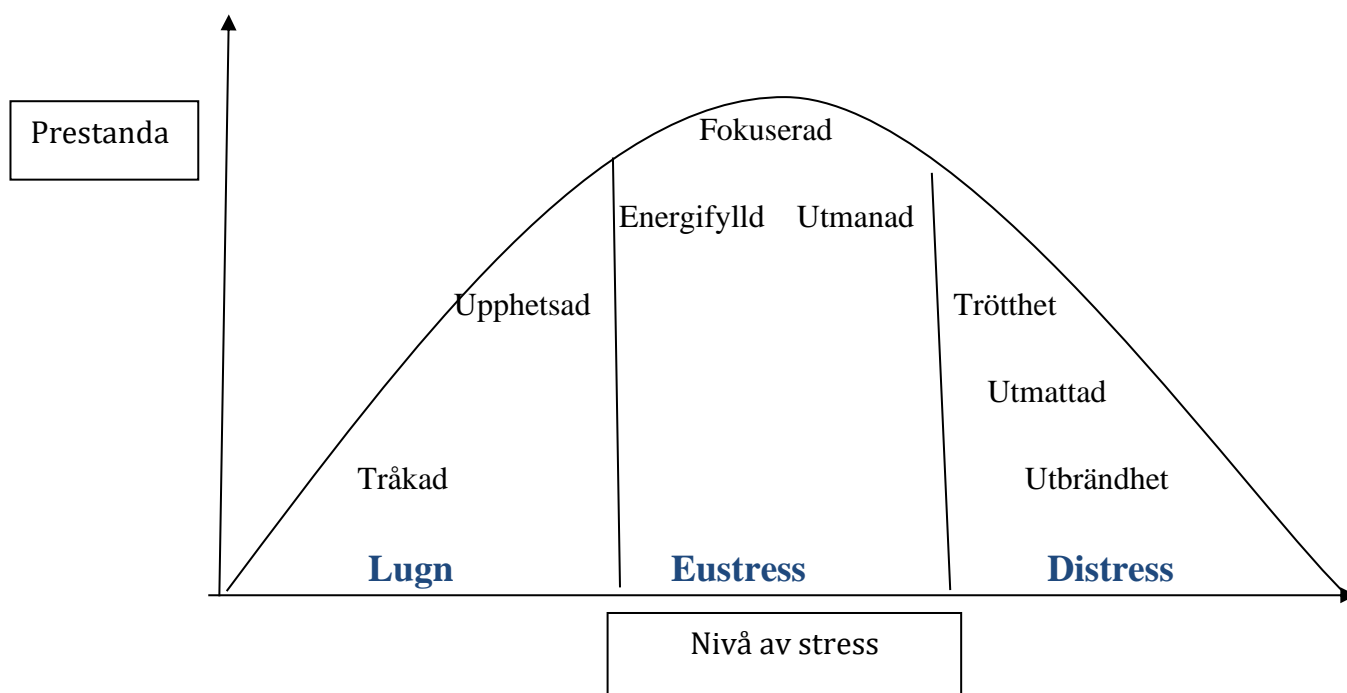 Prestanda
Fokuserad
Energifylld Utmanad
Upphetsad Trötthet
Utmattad
Tråkad Utbrändhet
Lugn Eustress Distress
Nivå av stress